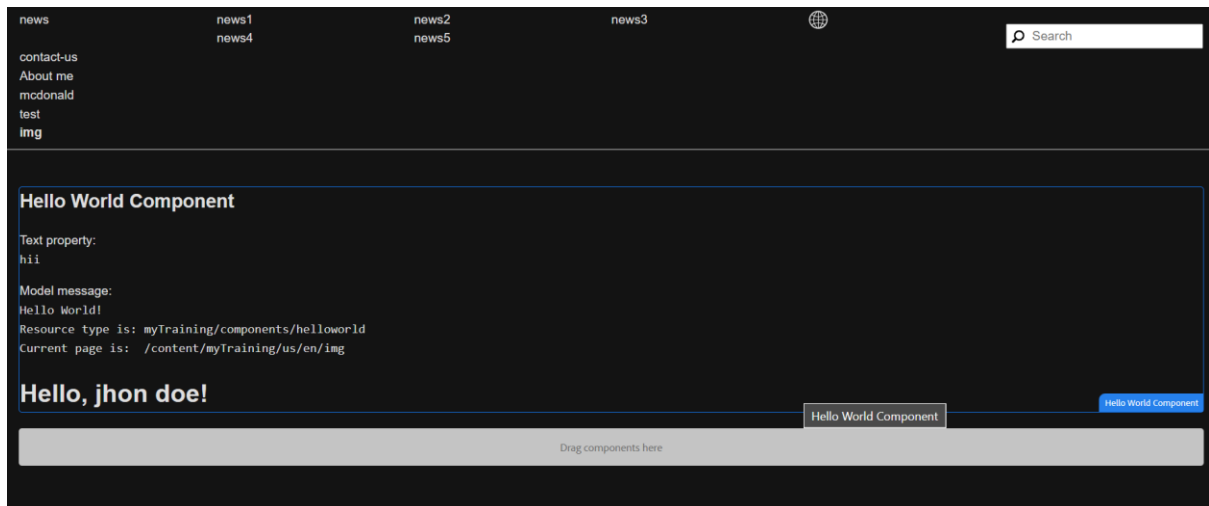 news news1 news2 news3
news4 news5
Search
contact-us
About me
mcdonald
test
img
Hello World Component
Text property:
hii
Model message:
Hello World!
Resource type is: myTraining/components/helloworld
Current page is:  /content/myTraining/us/en/img
Hello, jhon doe!
Hello World Component
Hello World Component
Drag components here